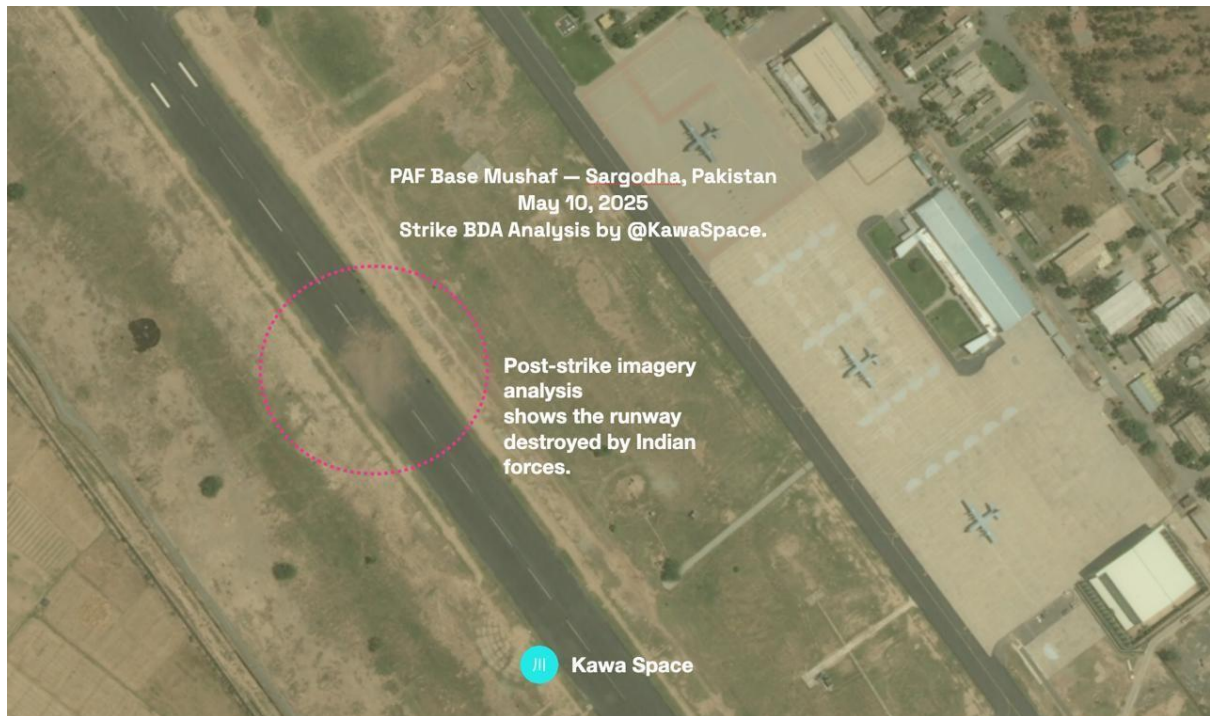 PAF Base Mushaf — Sargodha, Pakistan
May 10, 2025
Strike BDA Analysis by @KawaSpace.
Post-strike imagery
analysis
shows the runway
destroyed by Indian
forces.
Kawa Space